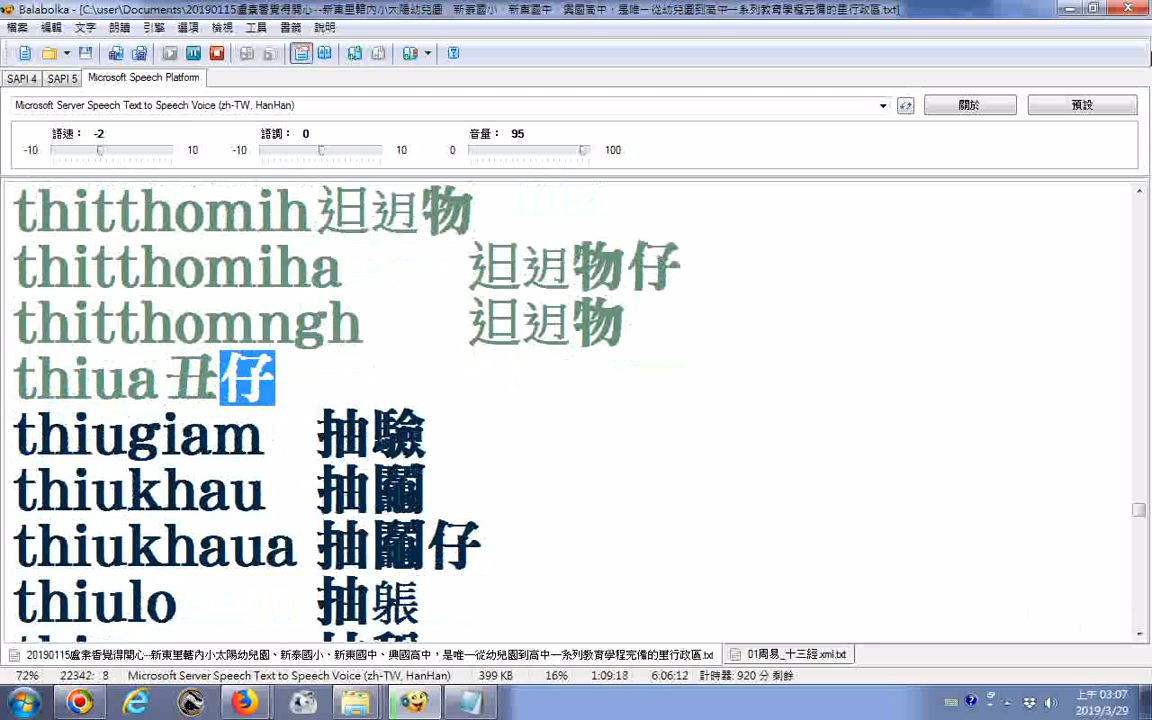 Balabolka - [C:\user\Documents\20190115盧素香覺得開心--新東里轄內小太陽幼兒園、新泰國小、新東國中、興國高中，是唯一從幼兒園到高中一系列教育學程完備的里行政區.txt]
檔案 編輯 文字 朗讀 引擎 選項 檢視 工具 書籤 說明
SAPI 4 SAPI 5 Microsoft Speech Platform
Microsoft Server Speech Text to Speech Voice (zh-TW, HanHan) 關於 預設
語速： -2 語調： 0 音量： 95
-10 10 -10 10 0 100
thitthomih 迌物
thitthomiha 迌物仔
thitthomngh 迌物
thiua 丑仔
thiugiam 抽驗
thiukhau 抽鬮
thiukhaua 抽鬮仔
thiulo 抽
20190115盧素香覺得開心--新東里轄內小太陽幼兒園、新泰國小、新東國中、興國高中，是唯一從幼兒園到高中一系列教育學程完備的里行政區.txt 01周易_十三經.xml.txt
72% 22342: 8 Microsoft Server Speech Text to Speech Voice (zh-TW, HanHan) 399 KB 16% 1:09:18 6:06:12 計時器: 920 分 剩餘
上午 03:07
2019/3/29